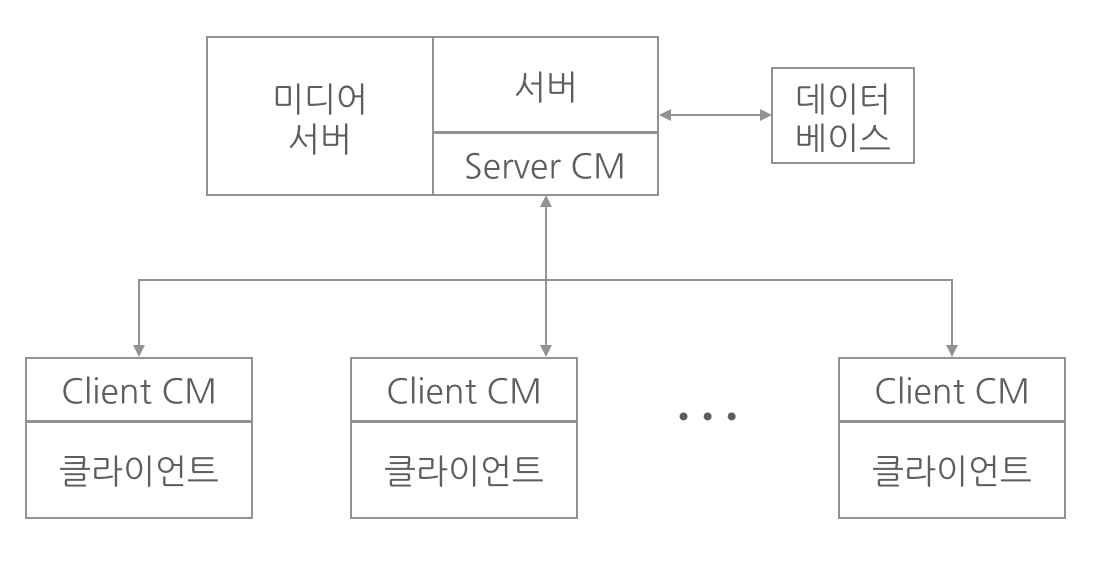 미디어
서버
서버
Server CM
데이터
베이스
Client CM
클라이언트
Client CM
클라이언트
...
Client CM
클라이언트